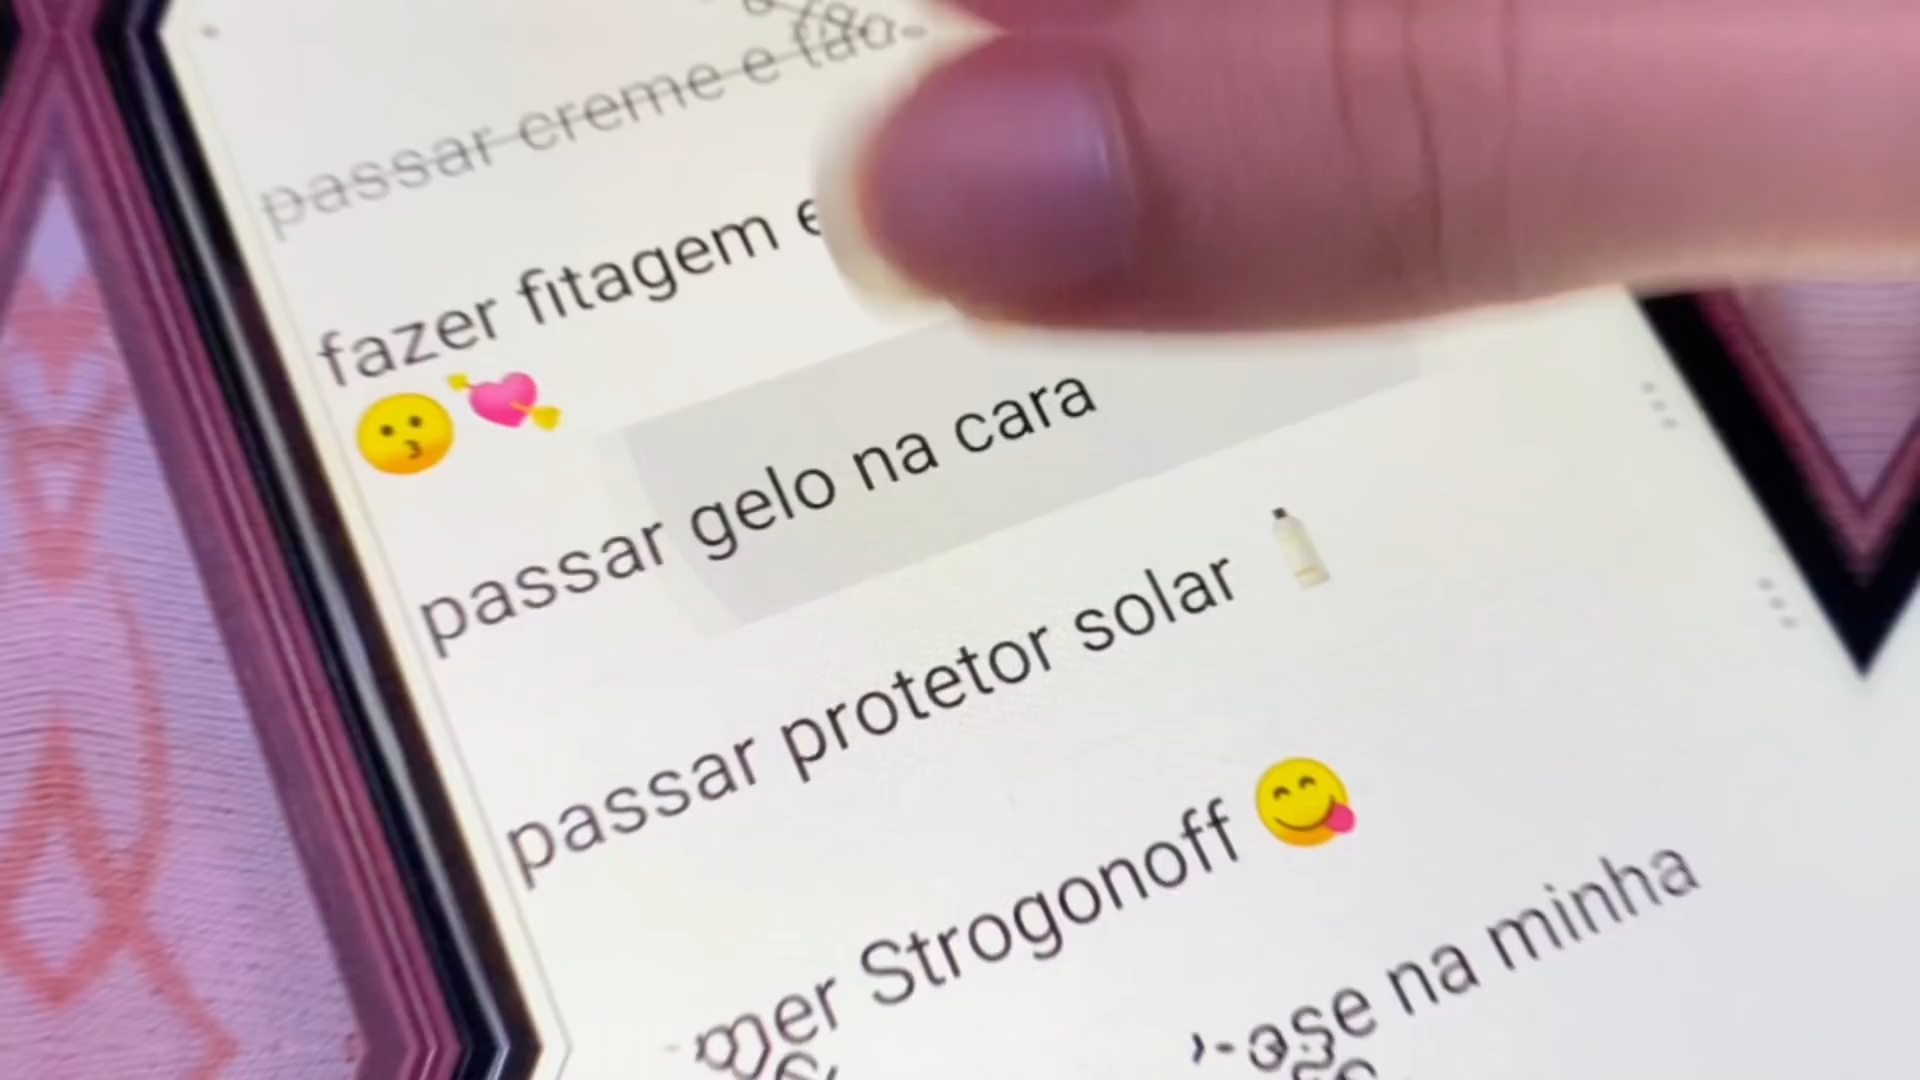 passar creme e
fazer fitagem e
😗💘
passar gelo na cara
passar protetor solar 🧴
Strogonoff 😋
na minha